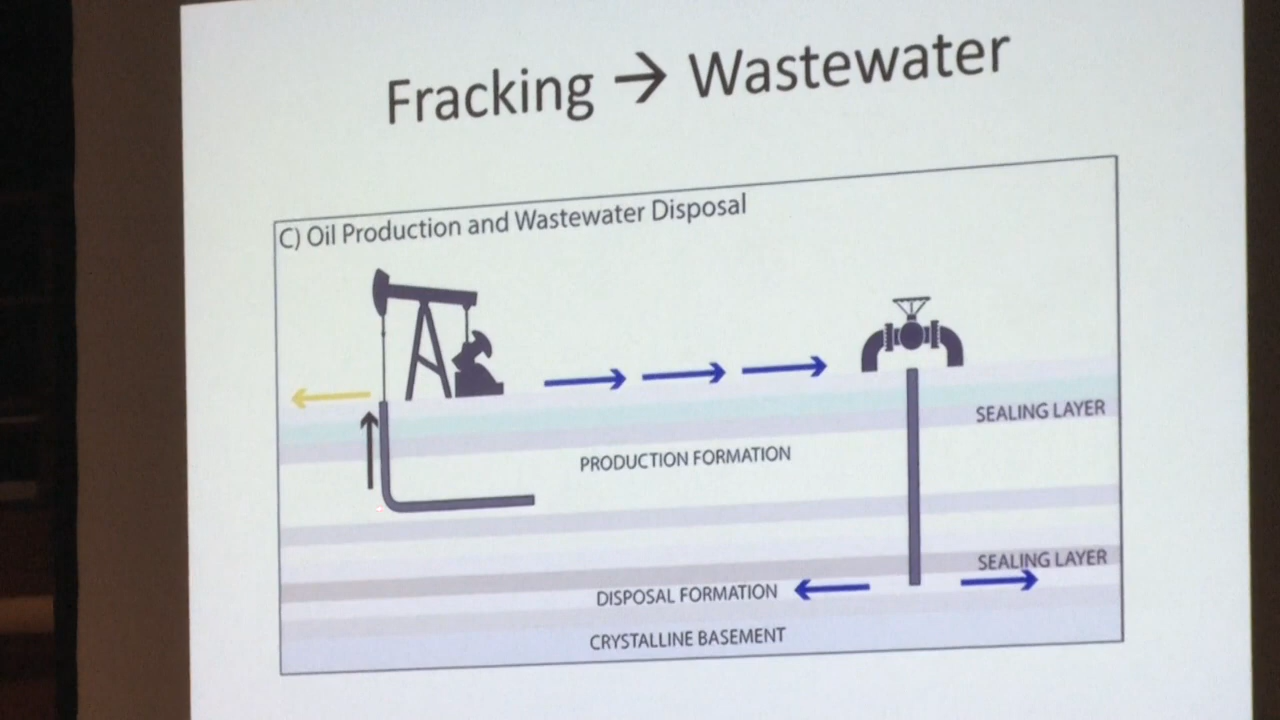 Fracking → Wastewater
C) Oil Production and Wastewater Disposal
SEALING LAYER
PRODUCTION FORMATION
SEALING LAYER
DISPOSAL FORMATION
CRYSTALLINE BASEMENT